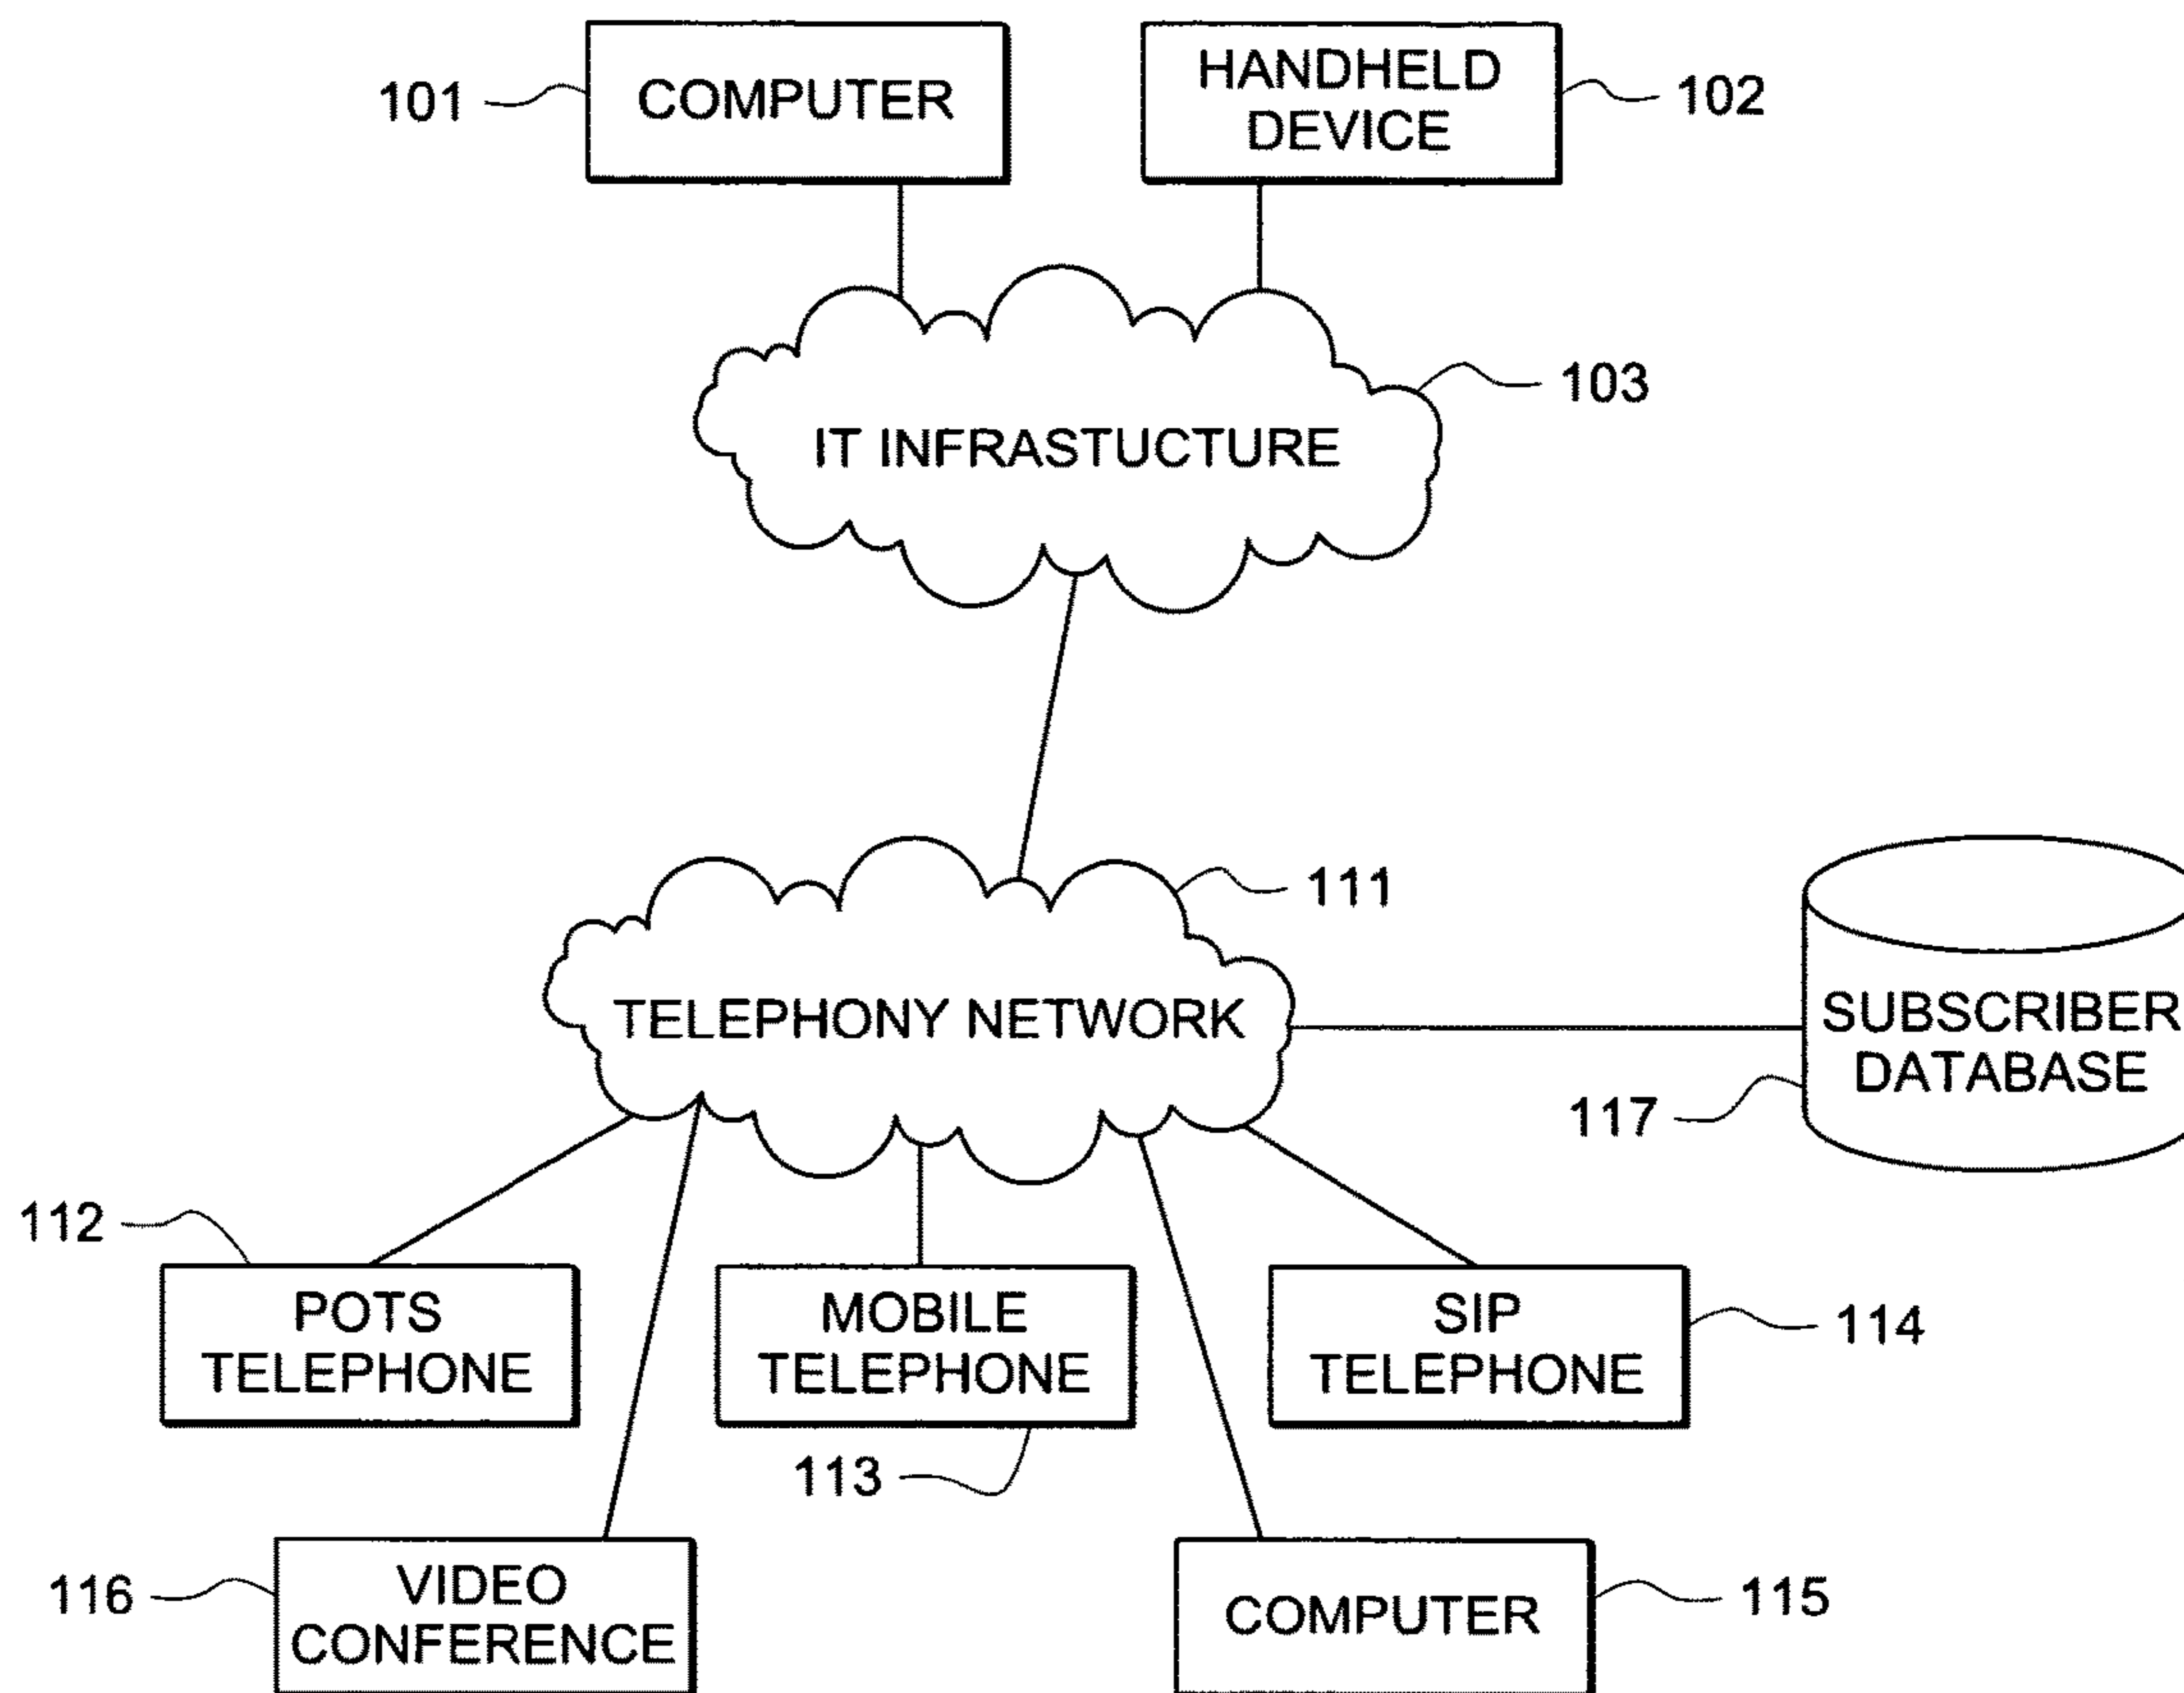 101
COMPUTER
HANDHELD
DEVICE
102
103
IT INFRASTUCTURE
111
TELEPHONY NETWORK
SUBSCRIBER
DATABASE
117
112
POTS
TELEPHONE
MOBILE
TELEPHONE
SIP
TELEPHONE
114
113
116
VIDEO
CONFERENCE
COMPUTER
115